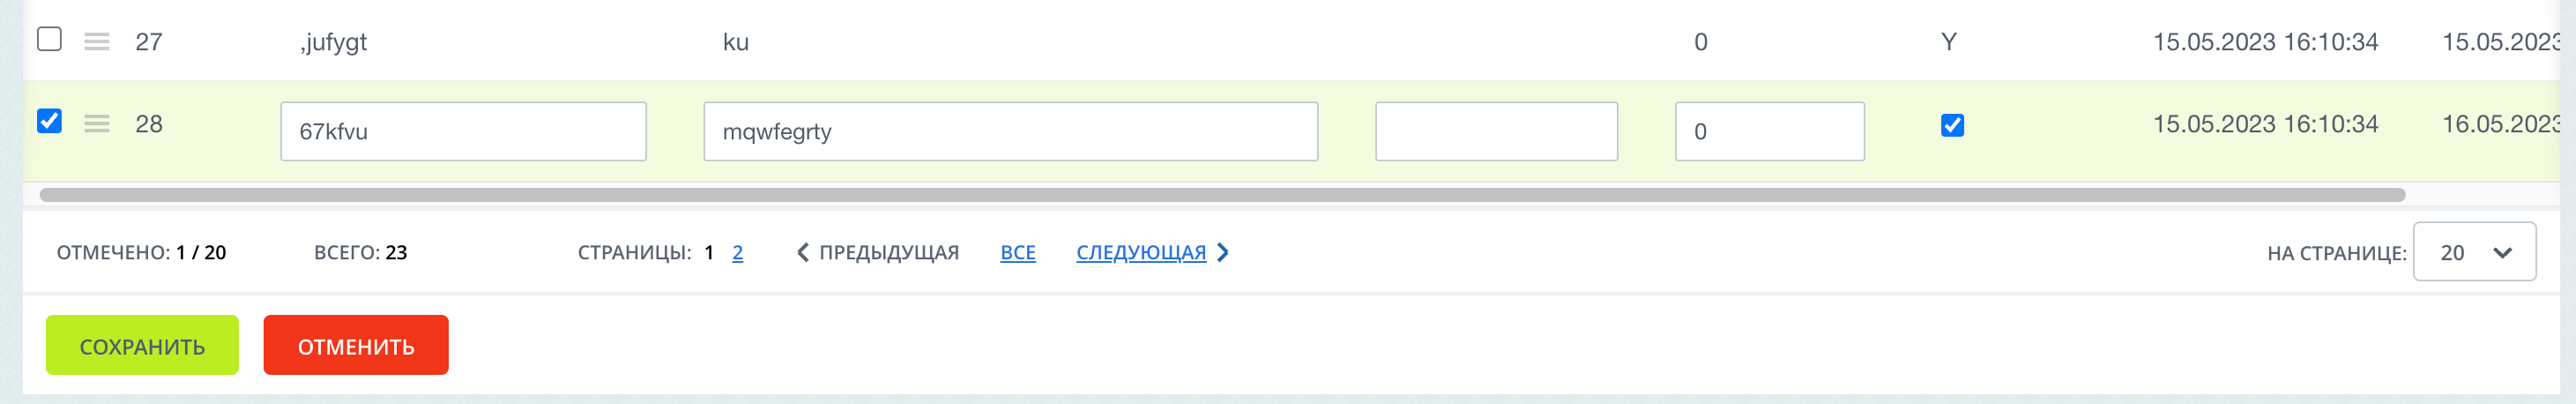 27 ,jufygt ku 0 Y 15.05.2023 16:10:34 15.05.2023
28 67kfvu mqwfegrty 0 15.05.2023 16:10:34 16.05.2023
ОТМЕЧЕНО: 1 / 20 ВСЕГО: 23 СТРАНИЦЫ: 1 2 ПРЕДЫДУЩАЯ ВСЕ СЛЕДУЮЩАЯ НА СТРАНИЦЕ: 20
СОХРАНИТЬ ОТМЕНИТЬ